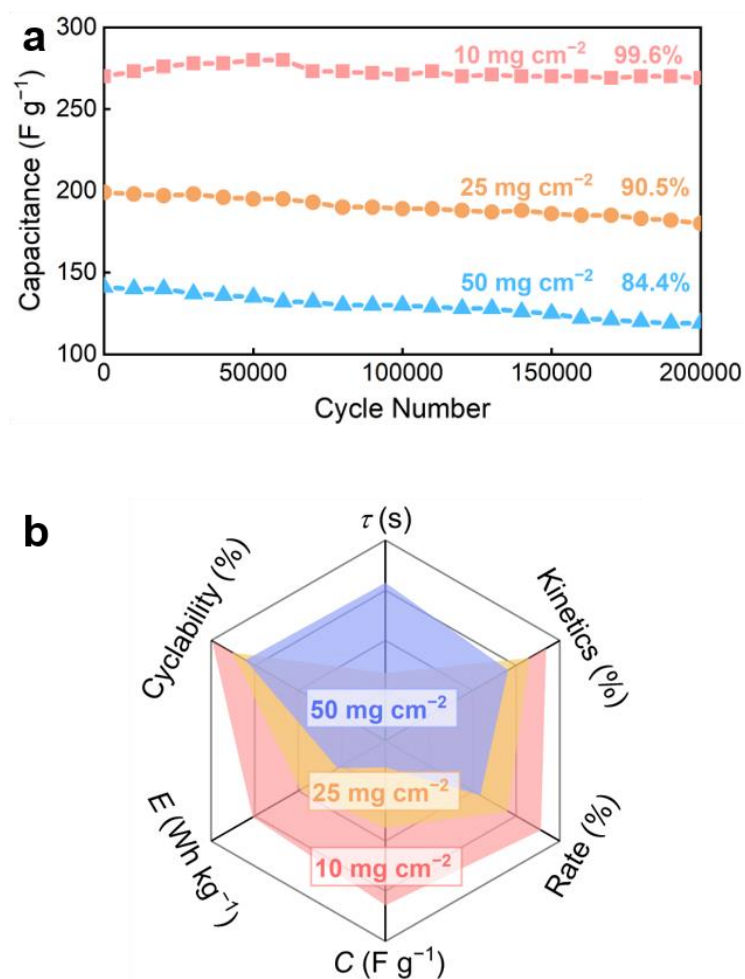 a
300
250
200
150
100
Capacitance (F g⁻¹)
10 mg cm⁻² 99.6%
25 mg cm⁻² 90.5%
50 mg cm⁻² 84.4%
0 50000 100000 150000 200000
Cycle Number
b
τ (s)
Kinetics (%)
Rate (%)
C (F g⁻¹)
E (Wh kg⁻¹)
Cyclability (%)
50 mg cm⁻²
25 mg cm⁻²
10 mg cm⁻²